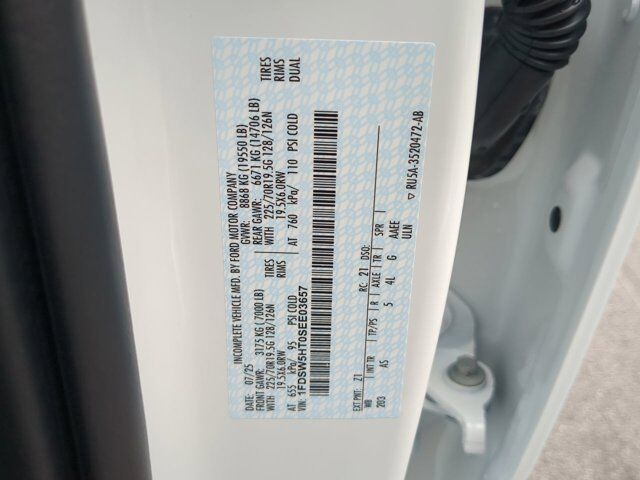 INCOMPLETE VEHICLE MFD. BY FORD MOTOR COMPANY
07/25 GVWR: 8868 KG (19550 LB)
FRONT GAWR: 3175 KG (7000 LB) REAR GAWR: 6671 KG (14706 LB)
WITH 225/70R19.5G 128/126N TIRES WITH 225/70R19.5G 128/126N TIRES
19.5X6.0RW RIMS 19.5X6.0RW RIMS
AT 655 kPa/ 95 PSI COLD AT 760 kPa/ 110 PSI COLD DUAL
1FDSW5HT0SEE03657
EXT PNT: Z1 RC: 21 DSO:
WB INT TR TP/PS R AXLE TR SPR
203 AS 5 4L G AAEE
ULN
▽ RU5A-3520472-AB